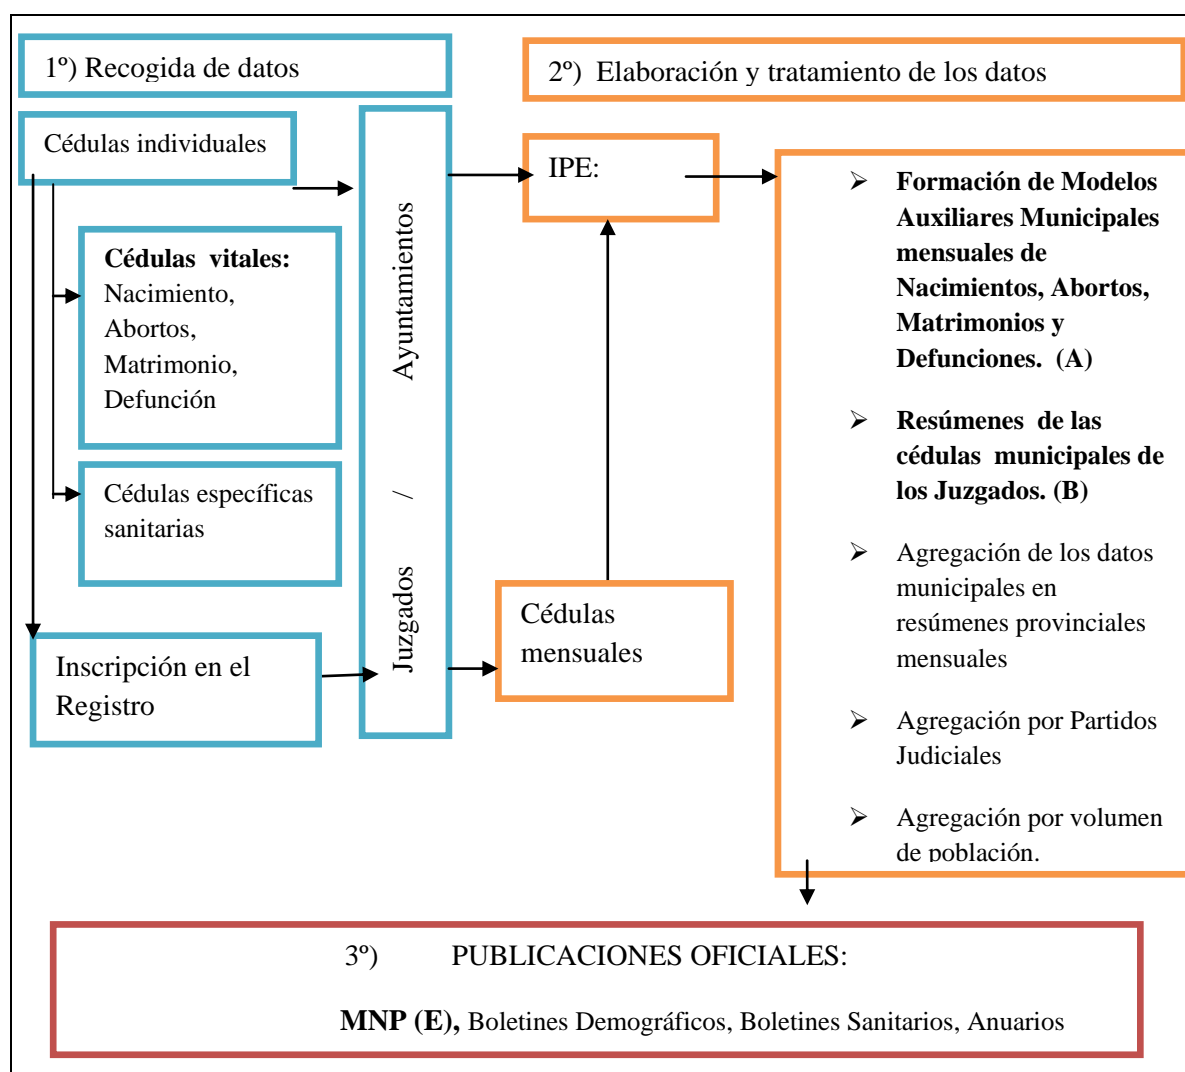 1º) Recogida de datos
2º) Elaboración y tratamiento de los datos
Cédulas individuales
Cédulas vitales:
Nacimiento,
Abortos,
Matrimonio,
Defunción
Cédulas específicas
sanitarias
Inscripción en el
Registro
Juzgados / Ayuntamientos
IPE:
Cédulas
mensuales
➢ Formación de Modelos
Auxiliares Municipales
mensuales de
Nacimientos, Abortos,
Matrimonios y
Defunciones. (A)
➢ Resúmenes de las
cédulas municipales de
los Juzgados. (B)
➢ Agregación de los datos
municipales en
resúmenes provinciales
mensuales
➢ Agregación por Partidos
Judiciales
➢ Agregación por volumen
de población.
3º) PUBLICACIONES OFICIALES:
MNP (E), Boletines Demográficos, Boletines Sanitarios, Anuarios